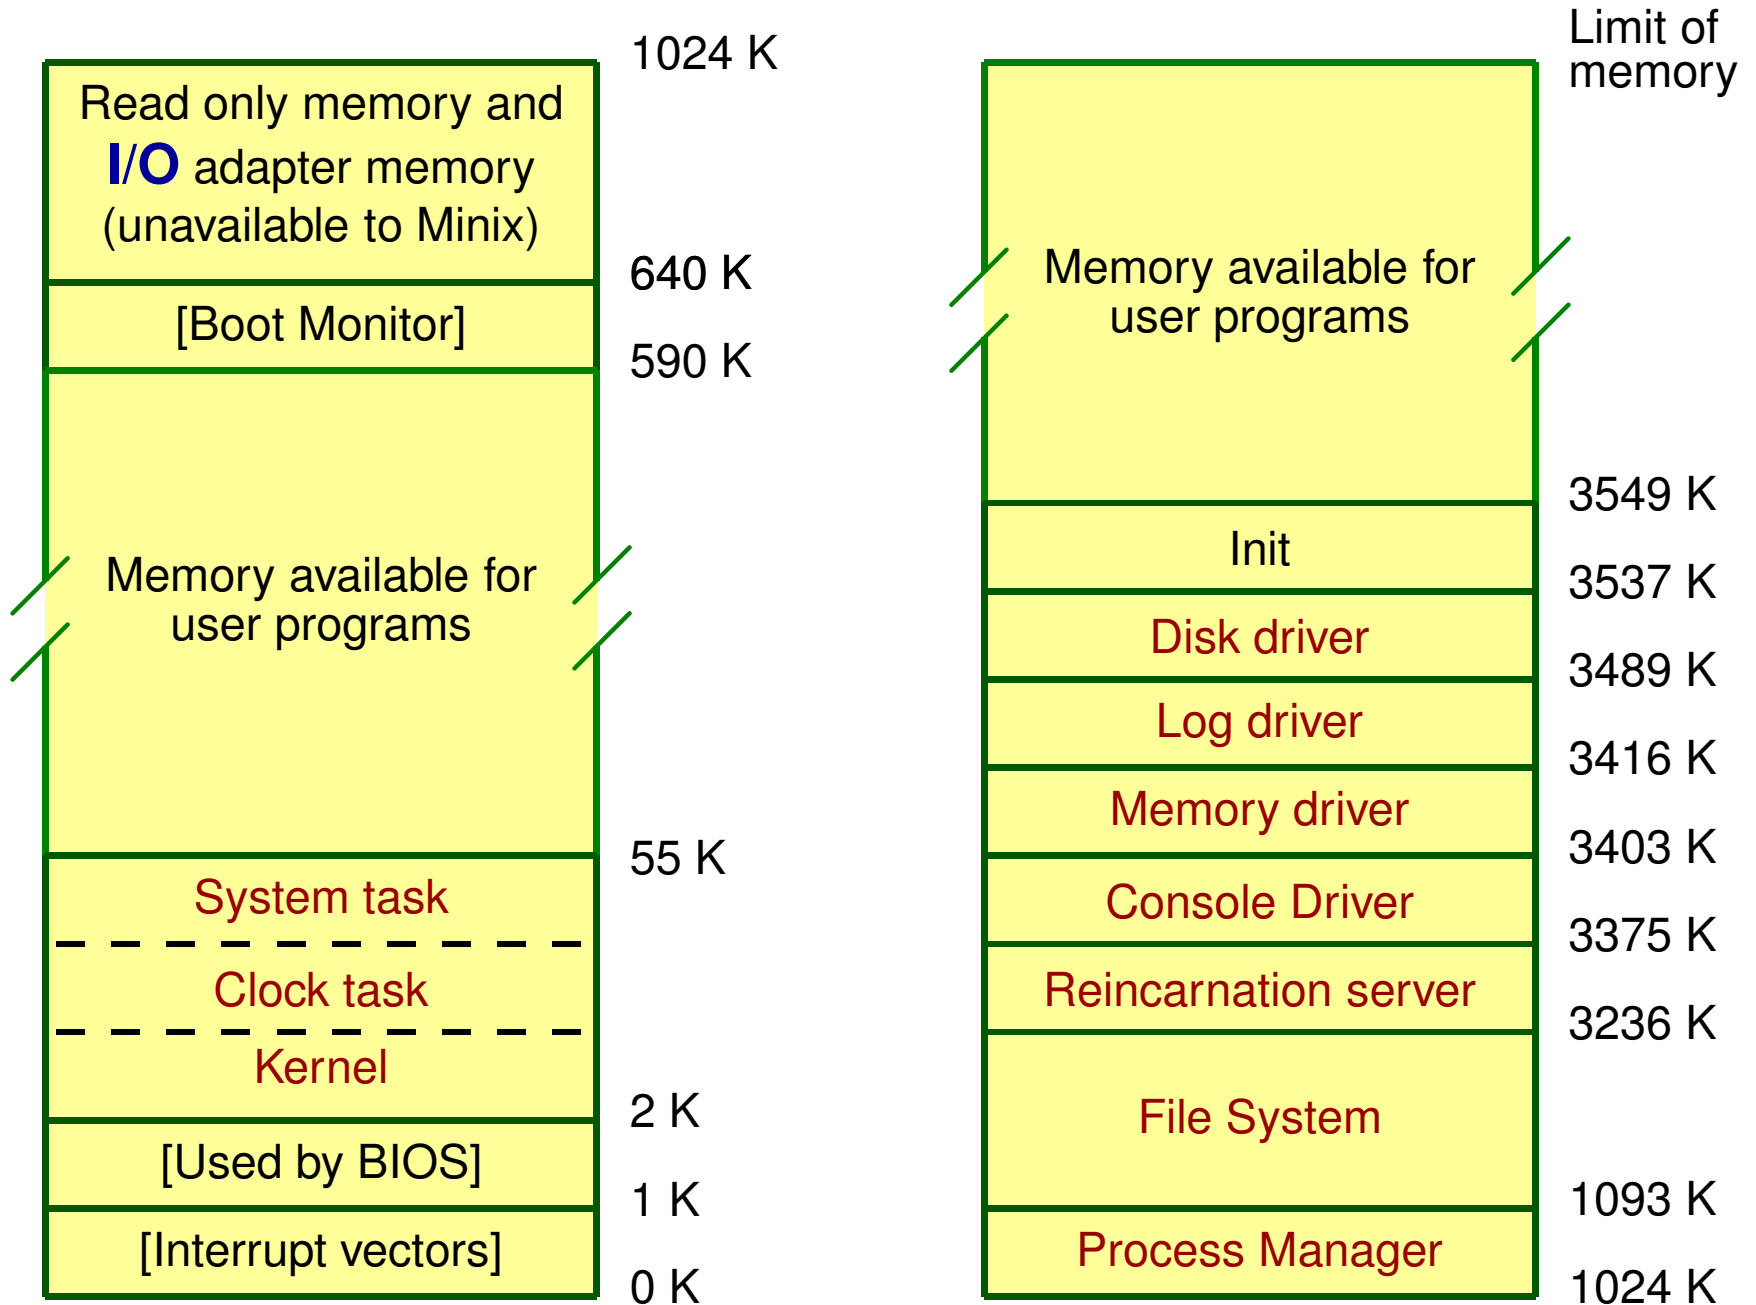 1024 K
Read only memory and
I/O adapter memory
(unavailable to Minix)
640 K
[Boot Monitor]
590 K
Memory available for
user programs
55 K
System task
Clock task
Kernel
2 K
[Used by BIOS]
1 K
[Interrupt vectors]
0 K
Limit of
memory
Memory available for
user programs
3549 K
Init
3537 K
Disk driver
3489 K
Log driver
3416 K
Memory driver
3403 K
Console Driver
3375 K
Reincarnation server
3236 K
File System
1093 K
Process Manager
1024 K